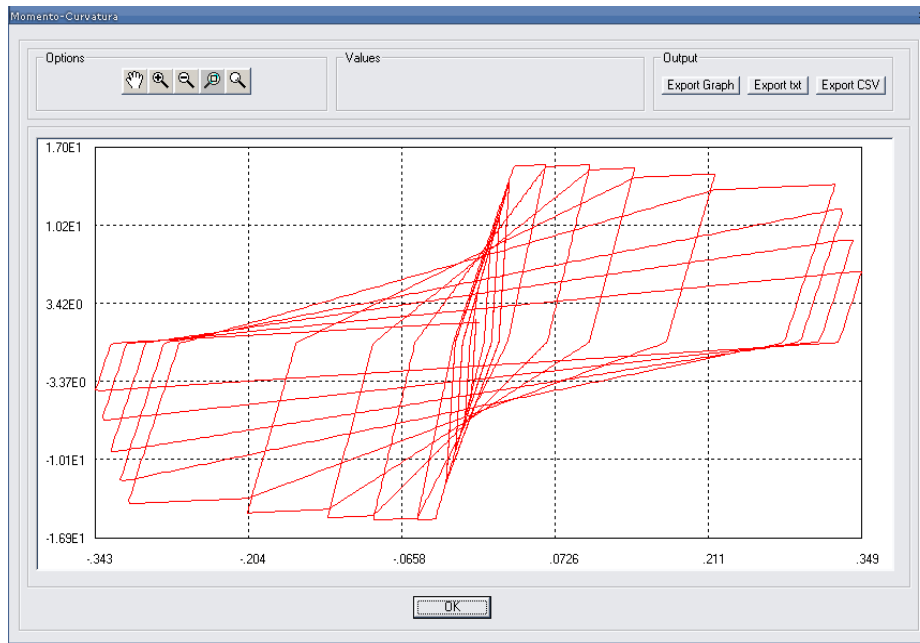 Momento-Curvatura
Options
Values
Output
Export Graph
Export txt
Export CSV
1.70E1
1.02E1
3.42E0
-3.37E0
-1.01E1
-1.69E1
-.343
-.204
-.0658
.0726
.211
.349
OK